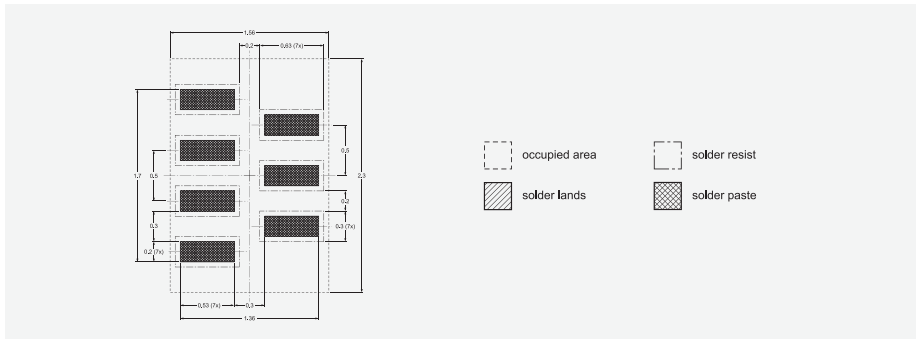 1.56
0.2
0.63 (7x)
1.7
0.5
0.5
2.3
0.2
0.3
0.3 (7x)
0.2 (7x)
0.53 (7x)
0.3
1.36
occupied area
solder resist
solder lands
solder paste